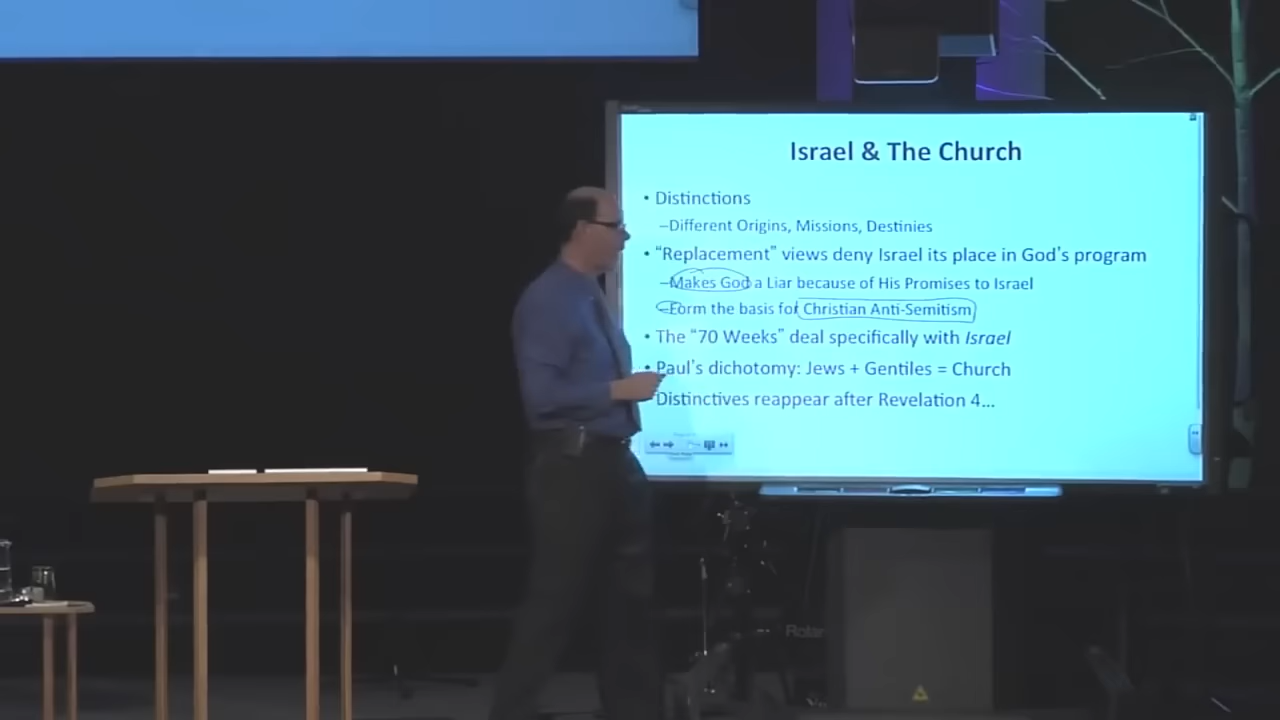 Israel & The Church
• Distinctions
–Different Origins, Missions, Destinies
• “Replacement” views deny Israel its place in God’s program
–Makes God a Liar because of His Promises to Israel
–Form the basis for Christian Anti-Semitism
• The “70 Weeks” deal specifically with Israel
• Paul’s dichotomy: Jews + Gentiles = Church
Distinctives reappear after Revelation 4...
Roland